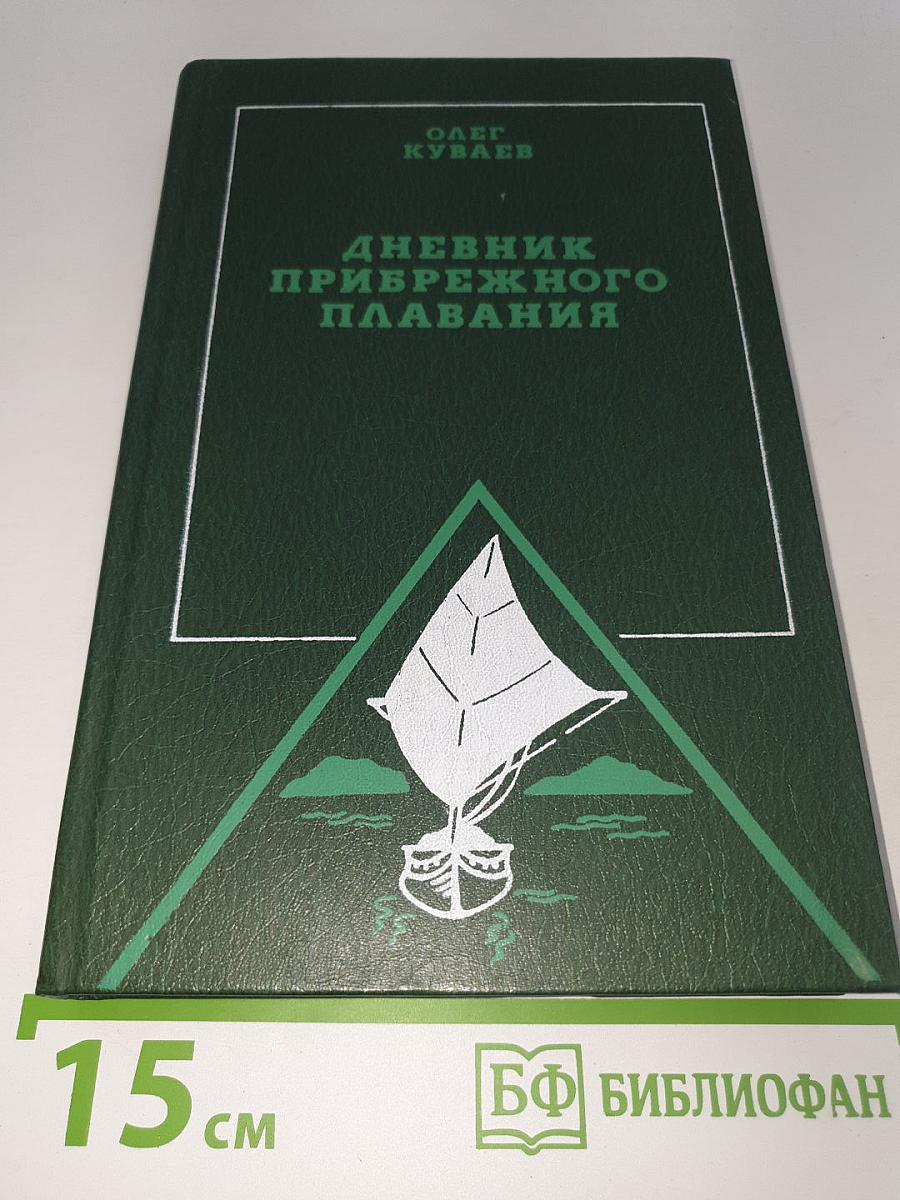 ОЛЕГ
КУВАЕВ
ДНЕВНИК
ПРИБРЕЖНОГО
ПЛАВАНИЯ
15 см
БФ БИБЛИОФАН